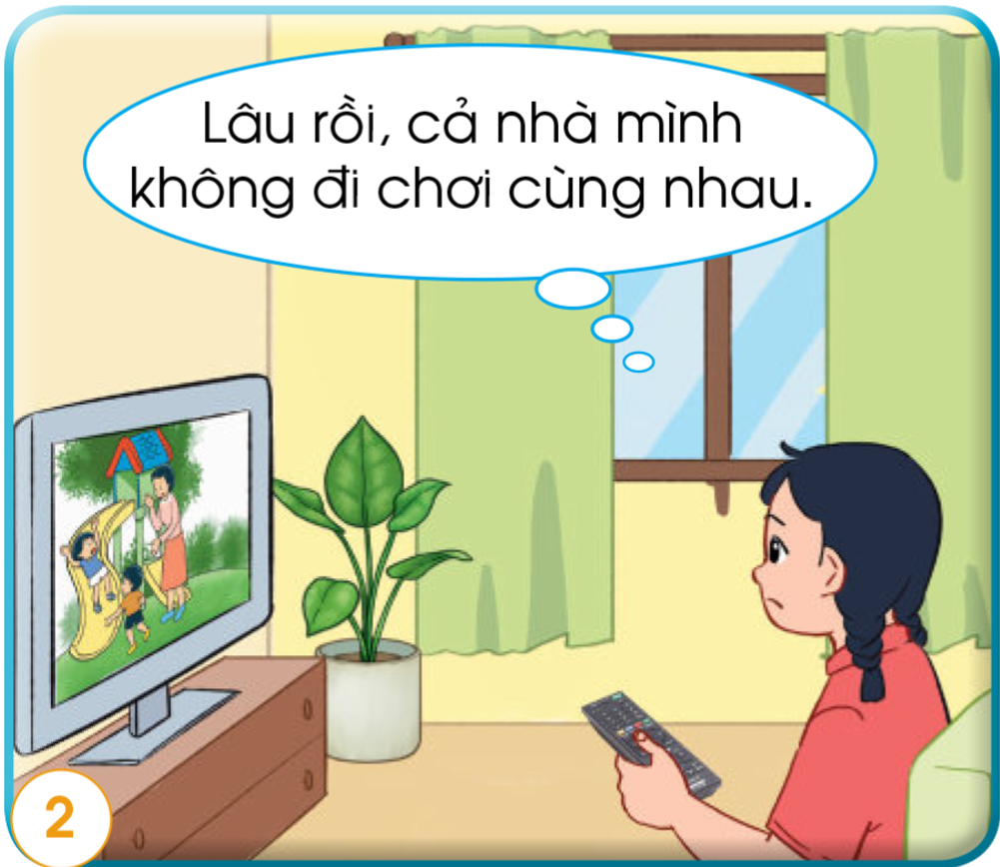 Lâu rồi, cả nhà mình
không đi chơi cùng nhau.
2